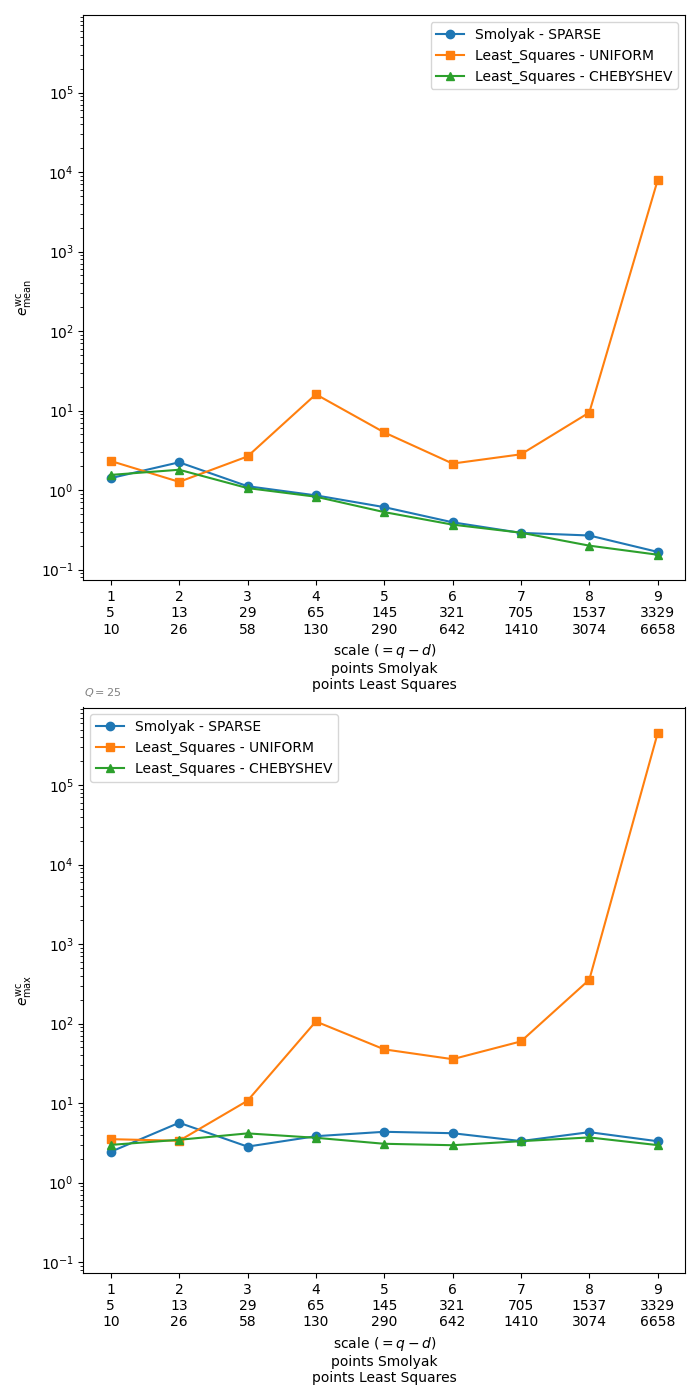 Smolyak - SPARSE
Least_Squares - UNIFORM
Least_Squares - CHEBYSHEV
10^5
10^4
10^3
10^2
10^1
10^0
10^-1
e^wc_mean
1 2 3 4 5 6 7 8 9
5 13 29 65 145 321 705 1537 3329
10 26 58 130 290 642 1410 3074 6658
scale (= q − d)
points Smolyak
points Least Squares
Q = 25
Smolyak - SPARSE
Least_Squares - UNIFORM
Least_Squares - CHEBYSHEV
10^5
10^4
10^3
10^2
10^1
10^0
10^-1
e^wc_max
1 2 3 4 5 6 7 8 9
5 13 29 65 145 321 705 1537 3329
10 26 58 130 290 642 1410 3074 6658
scale (= q − d)
points Smolyak
points Least Squares